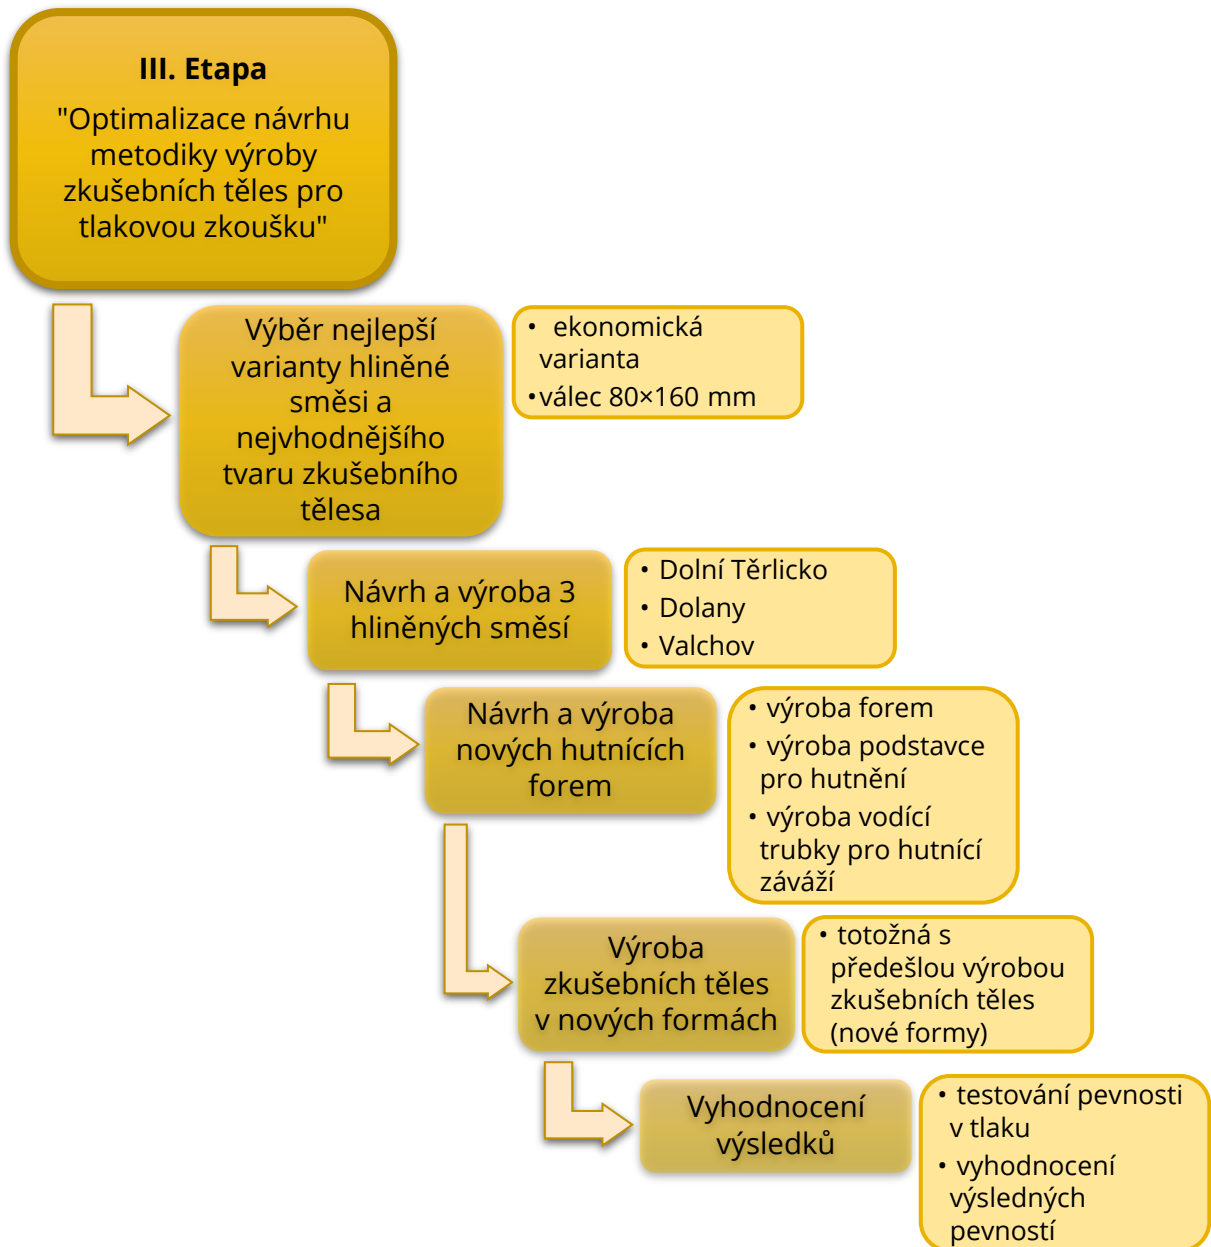 III. Etapa
"Optimalizace návrhu
metodiky výroby
zkušebních těles pro
tlakovou zkoušku"
Výběr nejlepší
varianty hliněné
směsi a
nejvhodnějšího
tvaru zkušebního
tělesa
• ekonomická
varianta
•válec 80×160 mm
Návrh a výroba 3
hliněných směsí
• Dolní Těrlicko
• Dolany
• Valchov
Návrh a výroba
nových hutnících
forem
• výroba forem
• výroba podstavce
pro hutnění
• výroba vodící
trubky pro hutnící
záváží
Výroba
zkušebních těles
v nových formách
• totožná s
předešlou výrobou
zkušebních těles
(nové formy)
Vyhodnocení
výsledků
• testování pevnosti
v tlaku
• vyhodnocení
výsledných
pevností